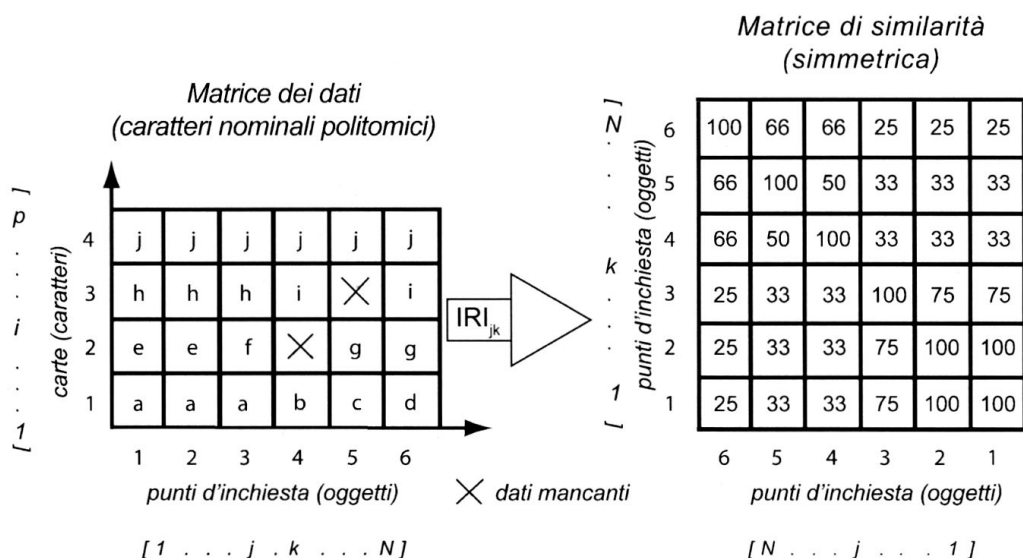 Matrice dei dati
(caratteri nominali politomici)
[ 1 . . . i . . . . p ]
carte (caratteri)
4 j j j j j j
3 h h h i i
2 e e f g g
1 a a a b c d
1 2 3 4 5 6
punti d'inchiesta (oggetti)
dati mancanti
[ 1 . . . j . k . . . N ]
IRI jk
Matrice di similarità
(simmetrica)
[ 1 . . . k . . . N ]
punti d'inchiesta (oggetti)
6 100 66 66 25 25 25
5 66 100 50 33 33 33
4 66 50 100 33 33 33
3 25 33 33 100 75 75
2 25 33 33 75 100 100
1 25 33 33 75 100 100
6 5 4 3 2 1
punti d'inchiesta (oggetti)
[ N . . . j . . . 1 ]